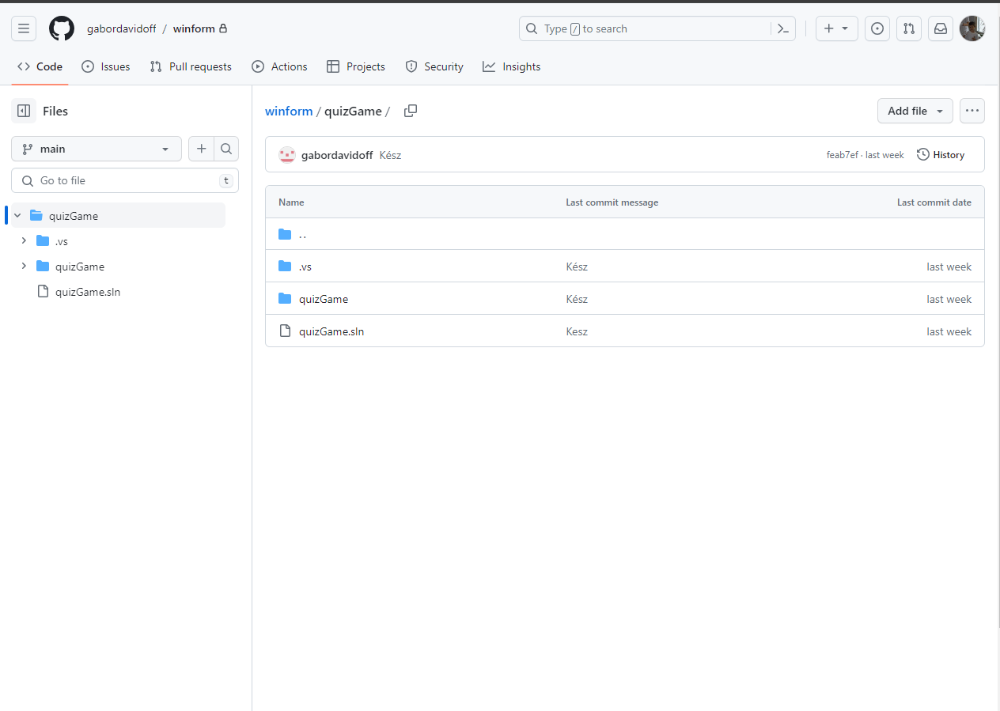 gabordavidoff / winform
Type / to search
Code Issues Pull requests Actions Projects Security Insights
Files
main
Go to file t
quizGame
.vs
quizGame
quizGame.sln
winform / quizGame /
Add file
gabordavidoff Kész feab7ef · last week History
Name Last commit message Last commit date
..
.vs Kész last week
quizGame Kész last week
quizGame.sln Kesz last week